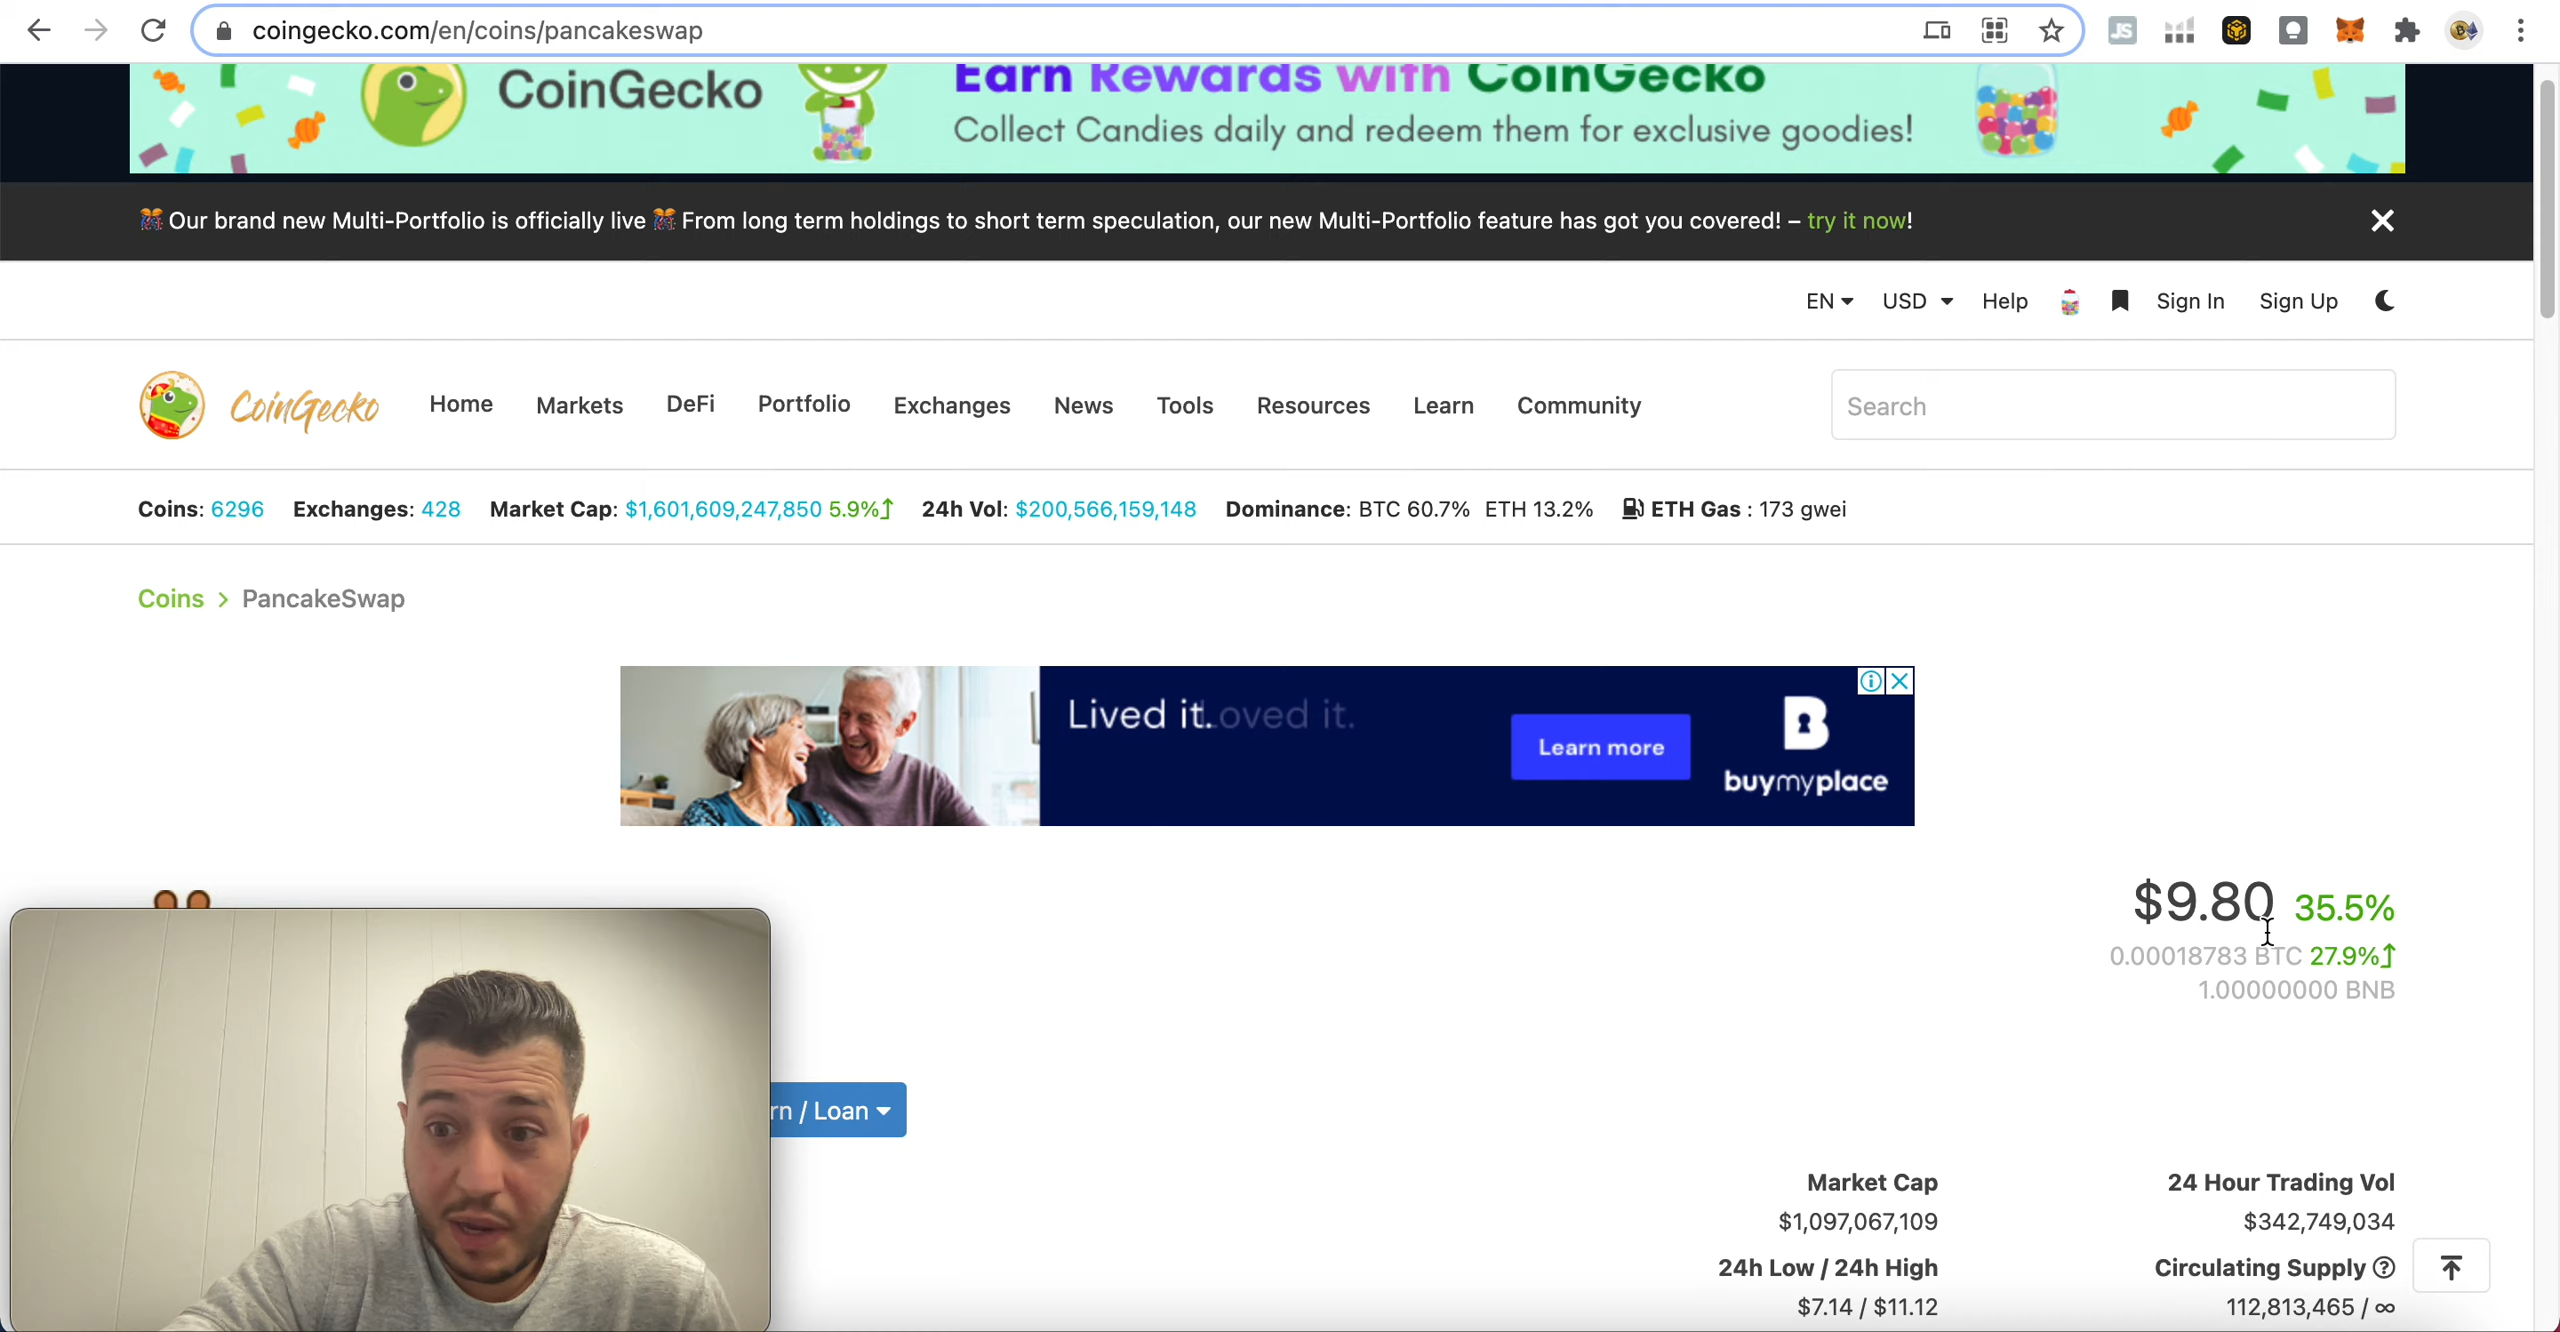 coingecko.com/en/coins/pancakeswap
JS
CoinGecko
Earn Rewards with CoinGecko
Collect Candies daily and redeem them for exclusive goodies!
Our brand new Multi-Portfolio is officially live From long term holdings to short term speculation, our new Multi-Portfolio feature has got you covered! – try it now!
EN USD Help Sign In Sign Up
CoinGecko Home Markets DeFi Portfolio Exchanges News Tools Resources Learn Community Search
Coins: 6296 Exchanges: 428 Market Cap: $1,601,609,247,850 5.9% 24h Vol: $200,566,159,148 Dominance: BTC 60.7% ETH 13.2% ETH Gas : 173 gwei
Coins > PancakeSwap
Lived it. Loved it.
Learn more
B
buymyplace
$9.80 35.5%
0.00018783 BTC 27.9%
1.00000000 BNB
rn / Loan
Market Cap 24 Hour Trading Vol
$1,097,067,109 $342,749,034
24h Low / 24h High Circulating Supply ?
$7.14 / $11.12 112,813,465 / ∞